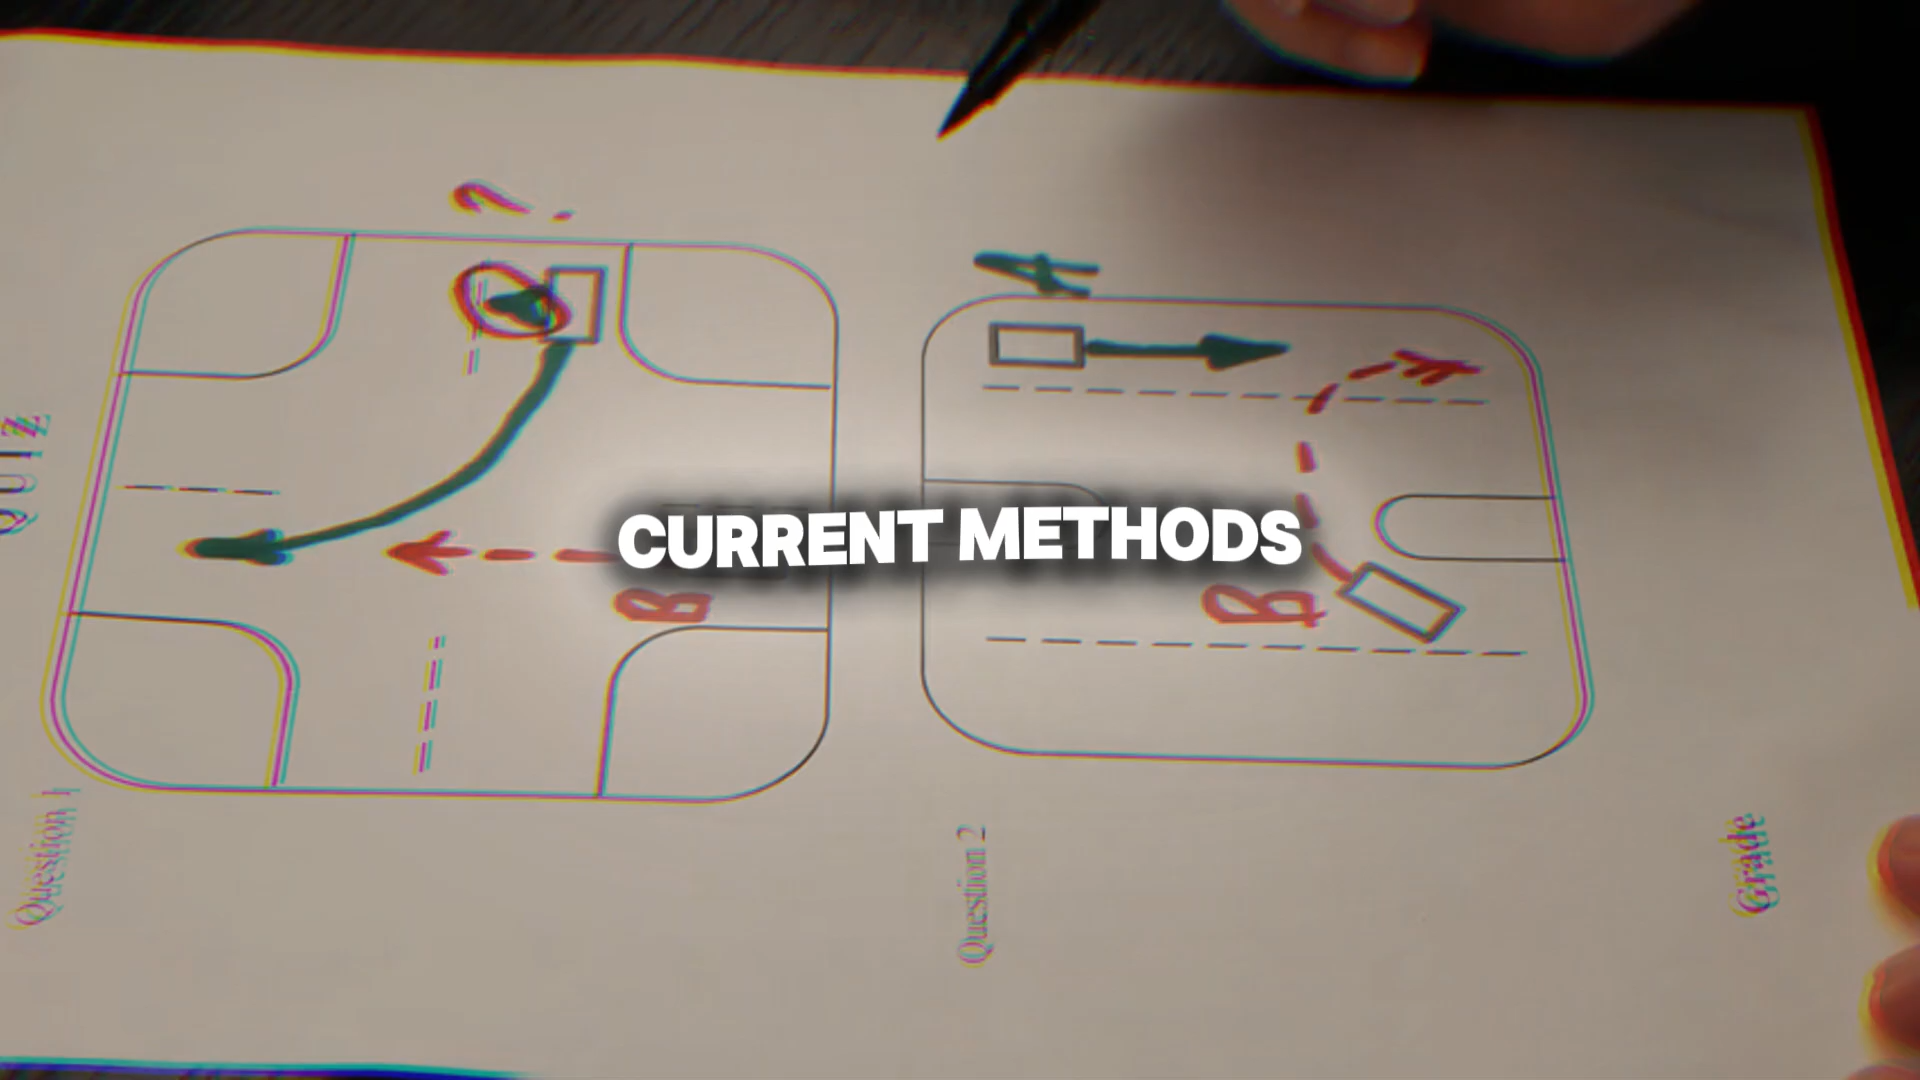 QUIZ
?
A
CURRENT METHODS
B
B
Question 1
Question 2
Grade